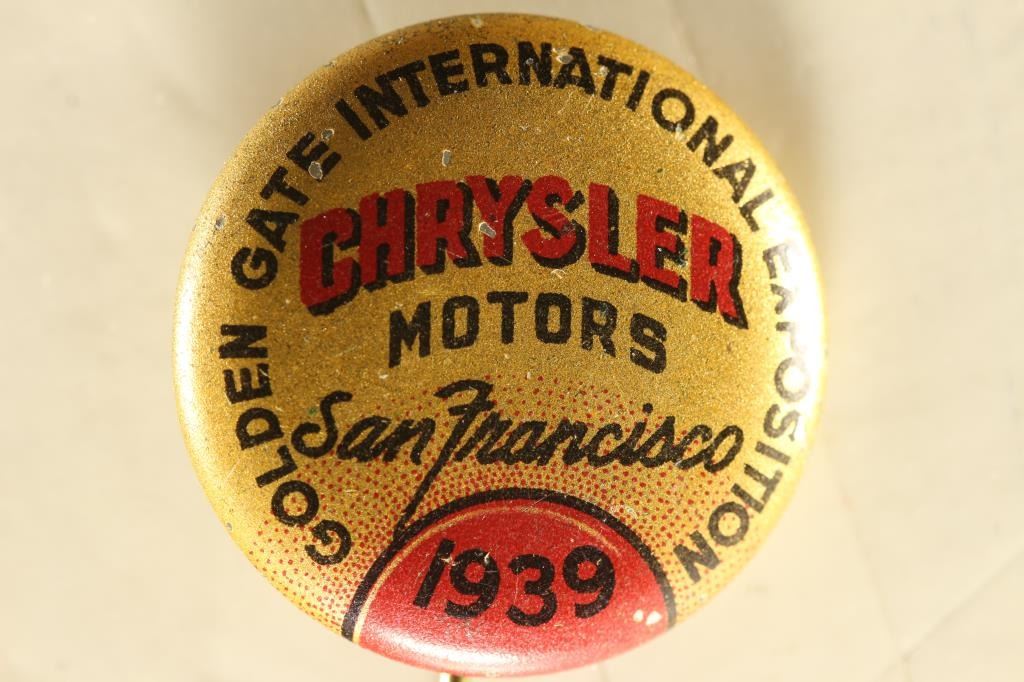 GOLDEN GATE INTERNATIONAL EXPOSITION
CHRYSLER
MOTORS
San Francisco
1939